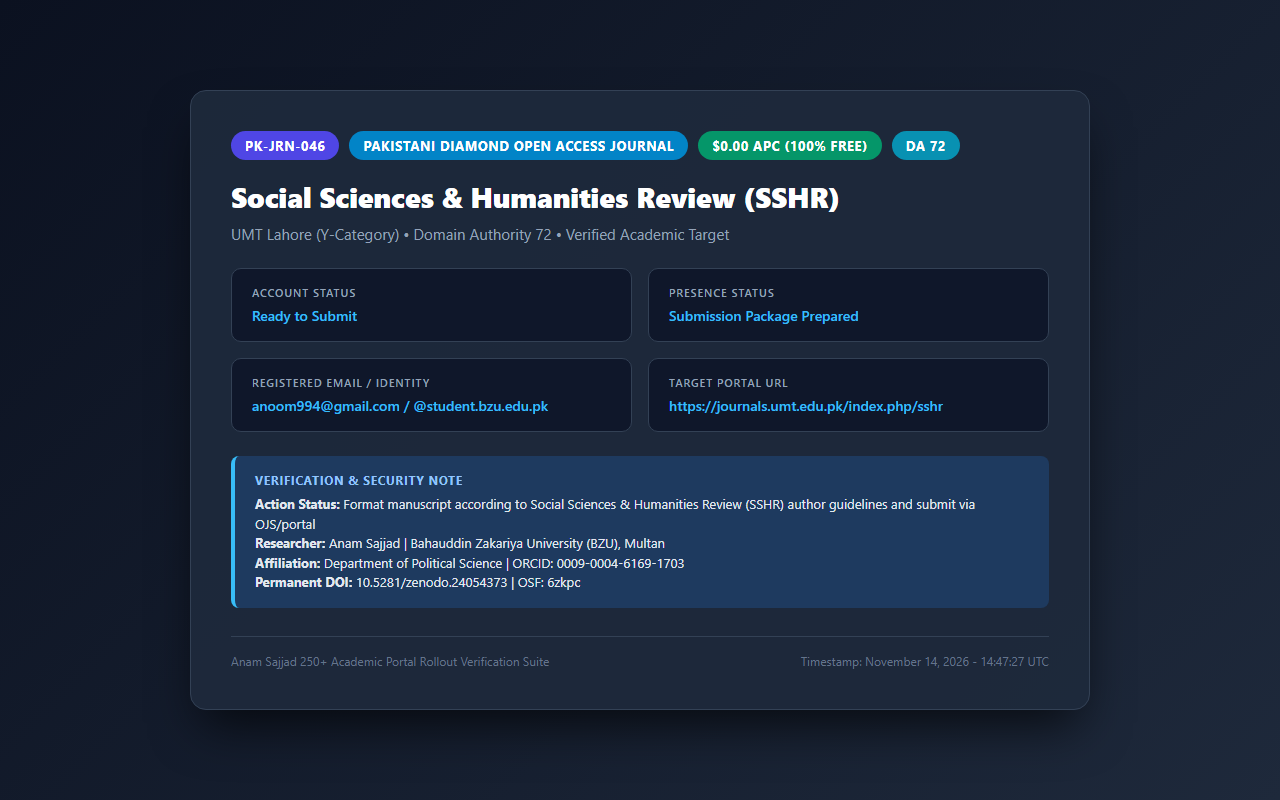 PK-JRN-046 PAKISTANI DIAMOND OPEN ACCESS JOURNAL $0.00 APC (100% FREE) DA 72
Social Sciences & Humanities Review (SSHR)
UMT Lahore (Y-Category) • Domain Authority 72 • Verified Academic Target
ACCOUNT STATUS
Ready to Submit
PRESENCE STATUS
Submission Package Prepared
REGISTERED EMAIL / IDENTITY
anoom994@gmail.com / @student.bzu.edu.pk
TARGET PORTAL URL
https://journals.umt.edu.pk/index.php/sshr
VERIFICATION & SECURITY NOTE
Action Status: Format manuscript according to Social Sciences & Humanities Review (SSHR) author guidelines and submit via
OJS/portal
Researcher: Anam Sajjad | Bahauddin Zakariya University (BZU), Multan
Affiliation: Department of Political Science | ORCID: 0009-0004-6169-1703
Permanent DOI: 10.5281/zenodo.24054373 | OSF: 6zkpc
Anam Sajjad 250+ Academic Portal Rollout Verification Suite
Timestamp: November 14, 2026 - 14:47:27 UTC